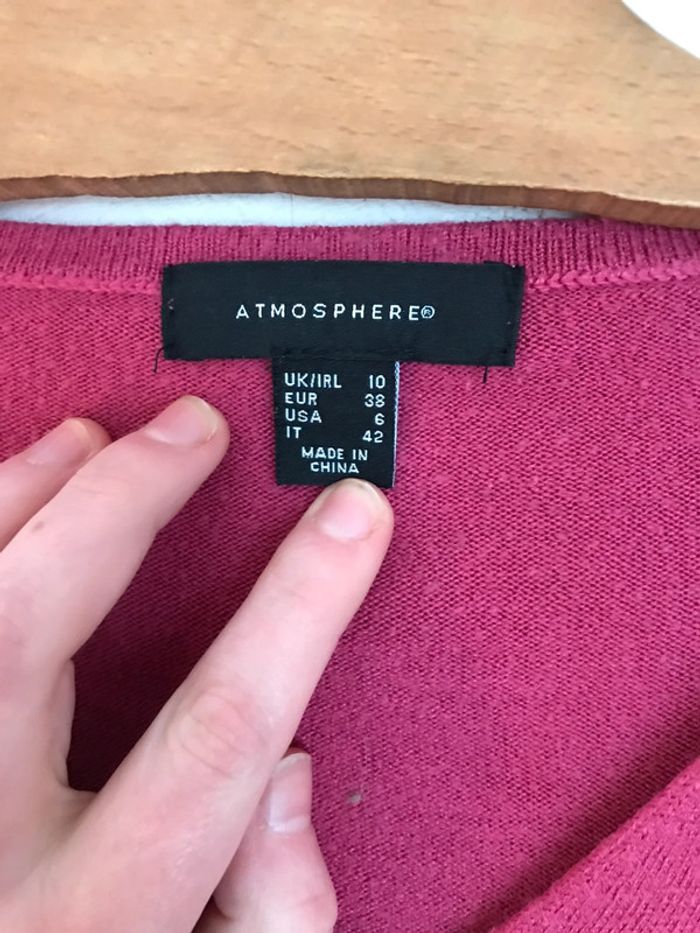 ATMOSPHERE®
UK/IRL 10
EUR 38
USA 6
IT 42
MADE IN
CHINA